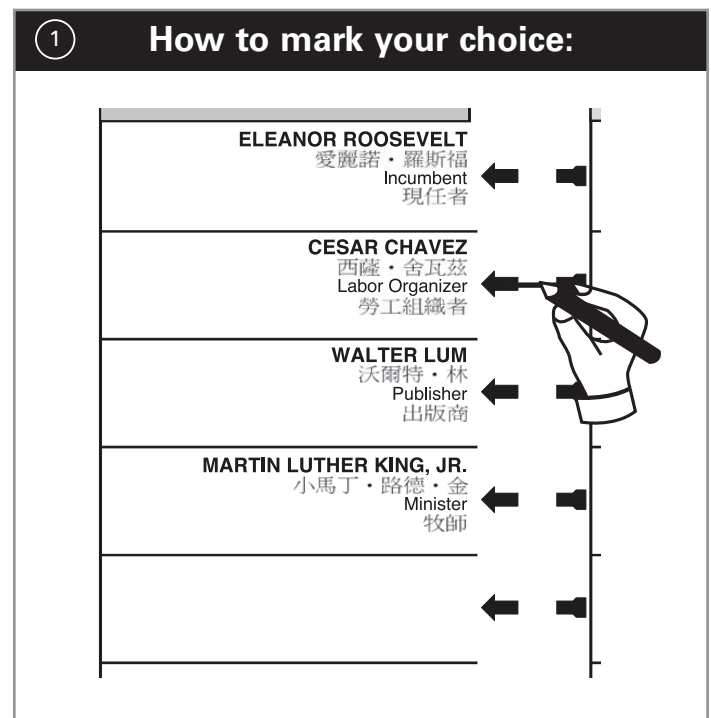 1
How to mark your choice:
ELEANOR ROOSEVELT
愛麗諾・羅斯福
Incumbent
現任者
CESAR CHAVEZ
西薩・舍瓦茲
Labor Organizer
勞工組織者
WALTER LUM
沃爾特・林
Publisher
出版商
MARTIN LUTHER KING, JR.
小馬丁・路德・金
Minister
牧師